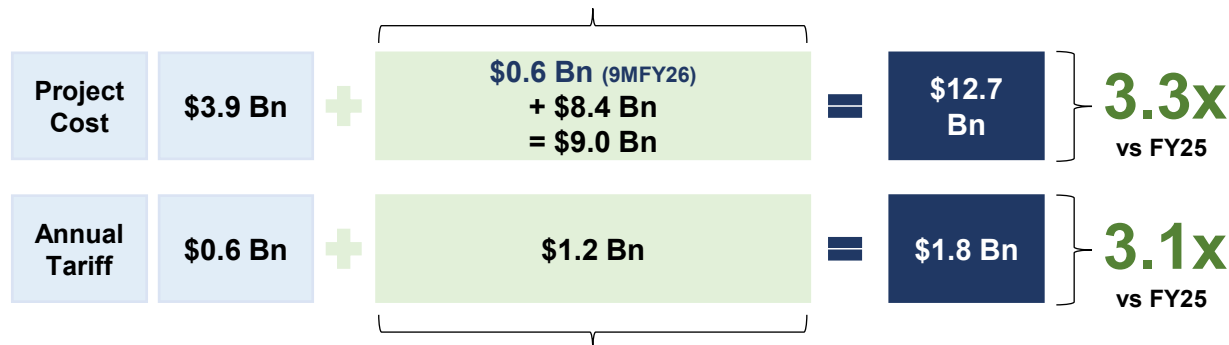 Project
Cost
$3.9 Bn
$0.6 Bn (9MFY26)
+ $8.4 Bn
= $9.0 Bn
$12.7
Bn
3.3x
vs FY25
Annual
Tariff
$0.6 Bn
$1.2 Bn
$1.8 Bn
3.1x
vs FY25